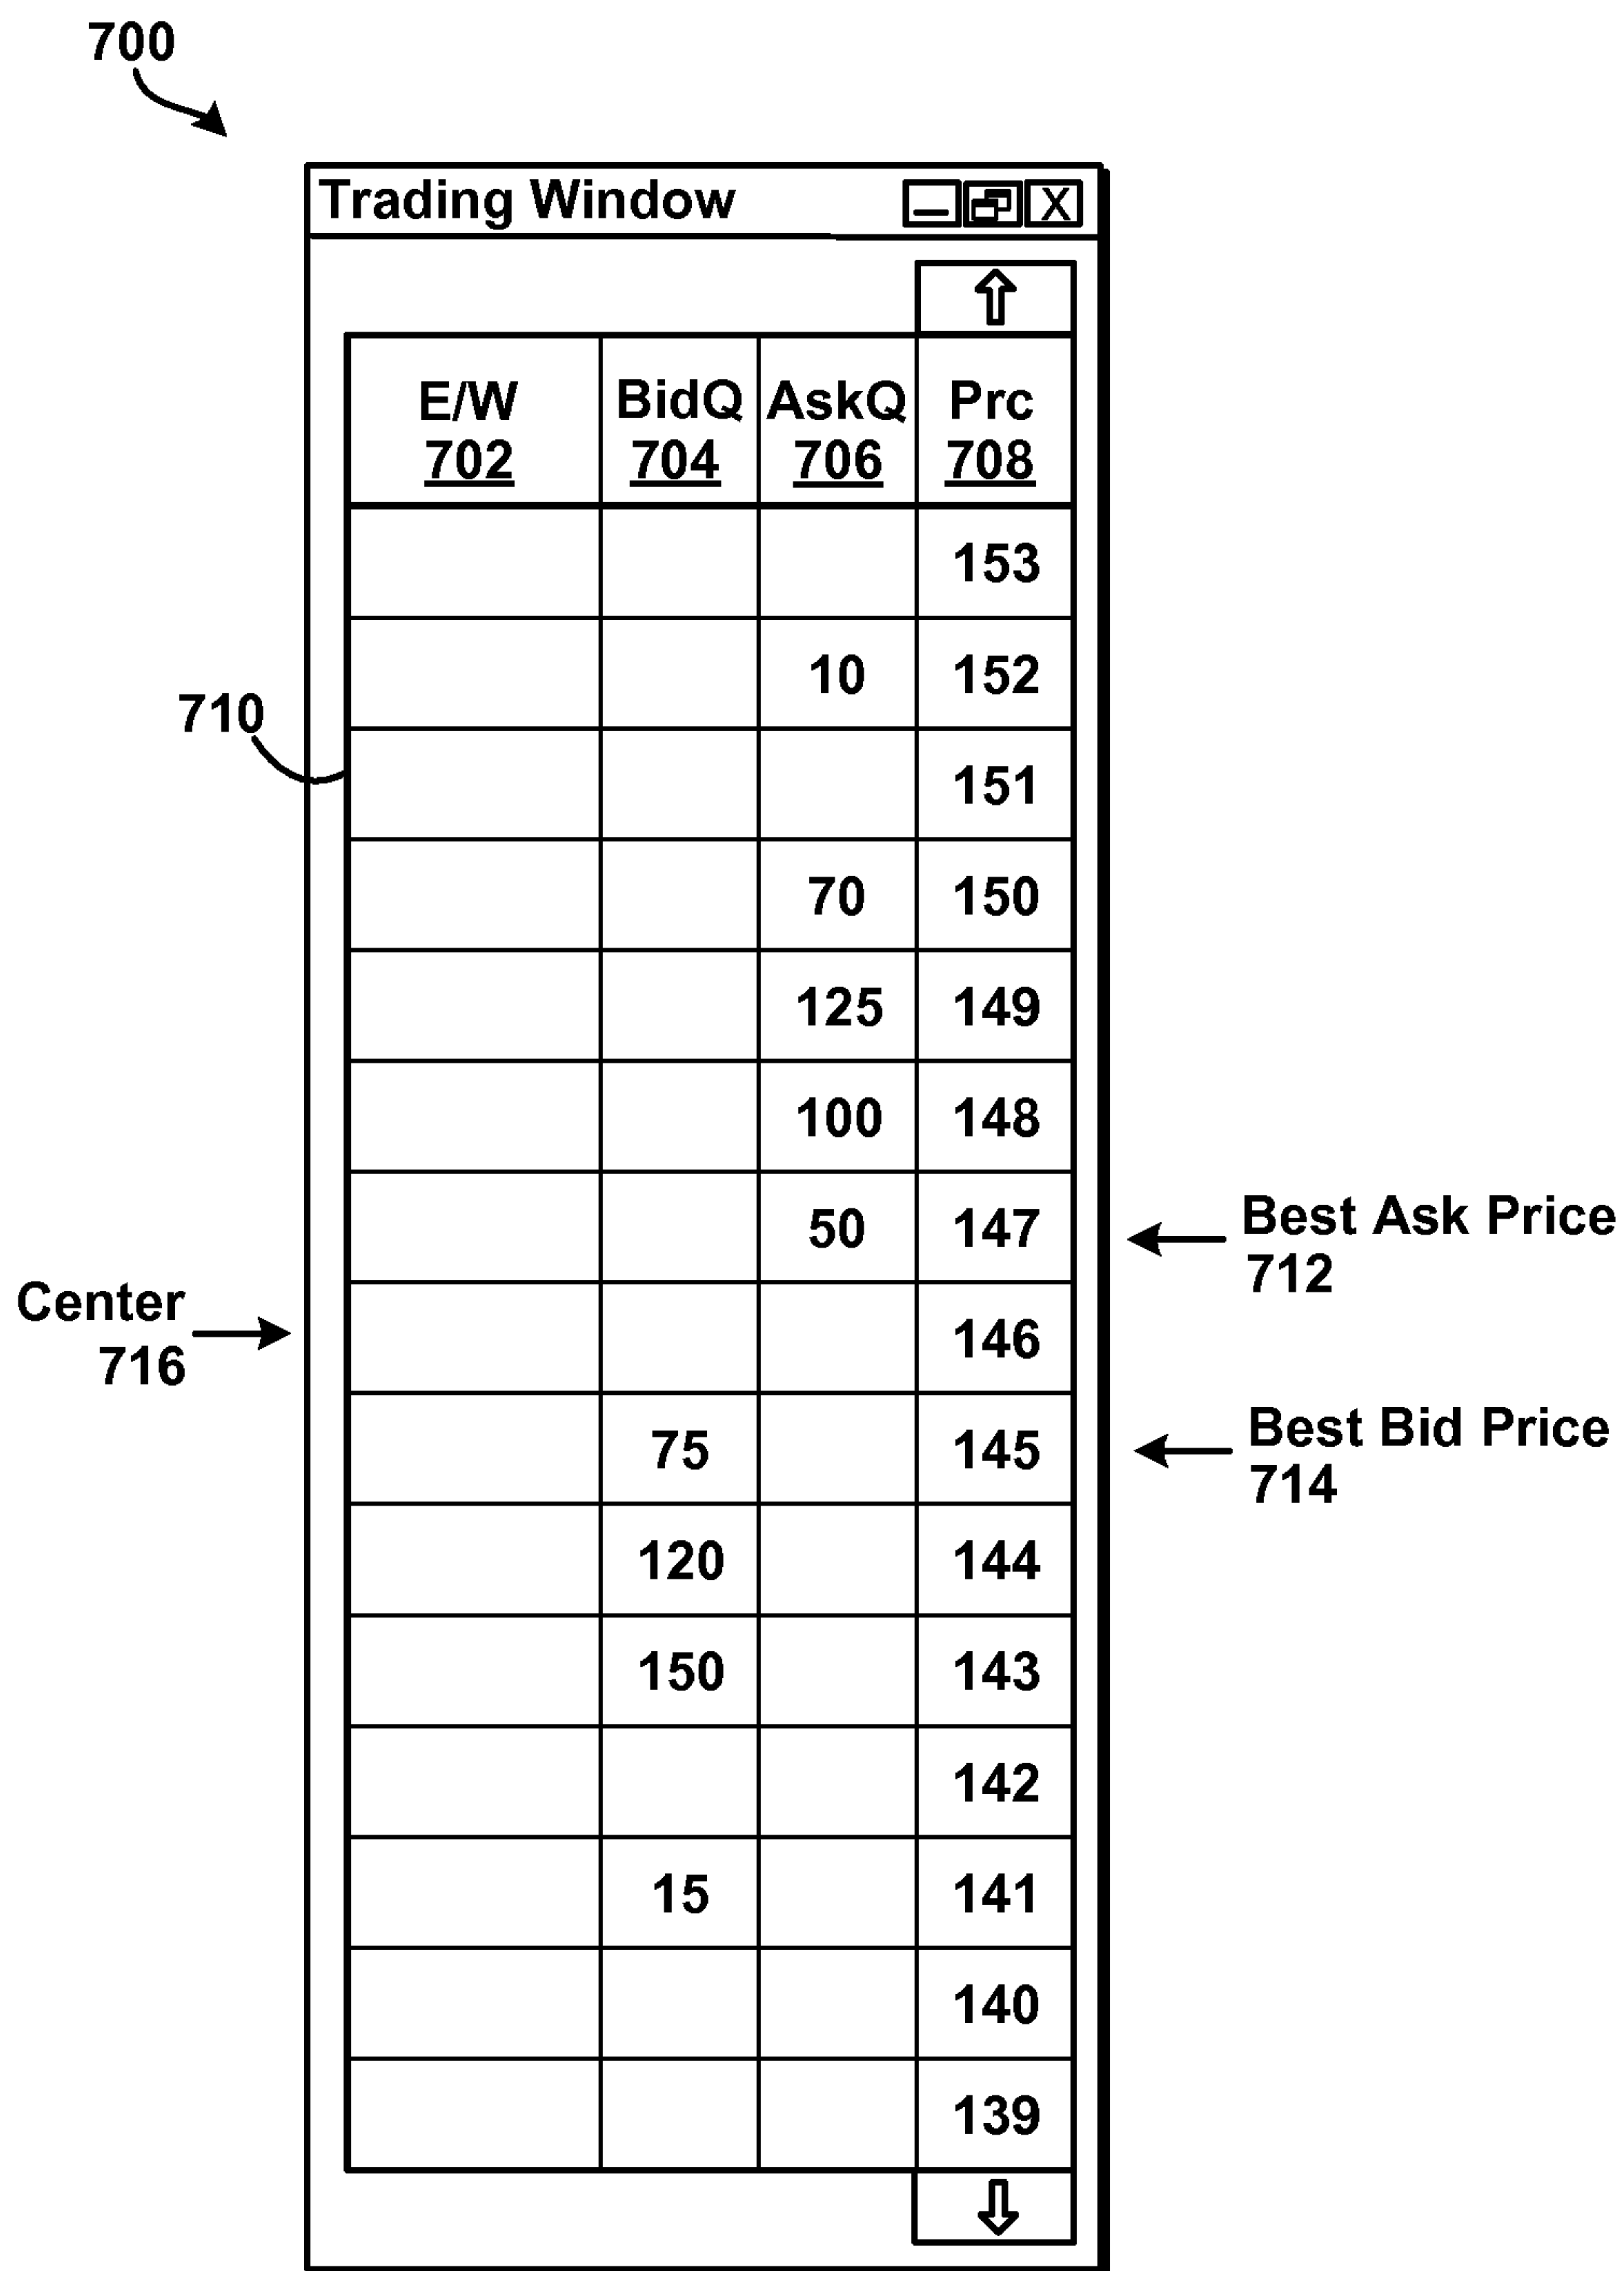 700
Trading Window
X
E/W BidQ AskQ Prc
702 704 706 708
153
10 152
710
151
70 150
125 149
100 148
50 147
Best Ask Price
712
Center
716
146
75 145
Best Bid Price
714
120 144
150 143
142
15 141
140
139